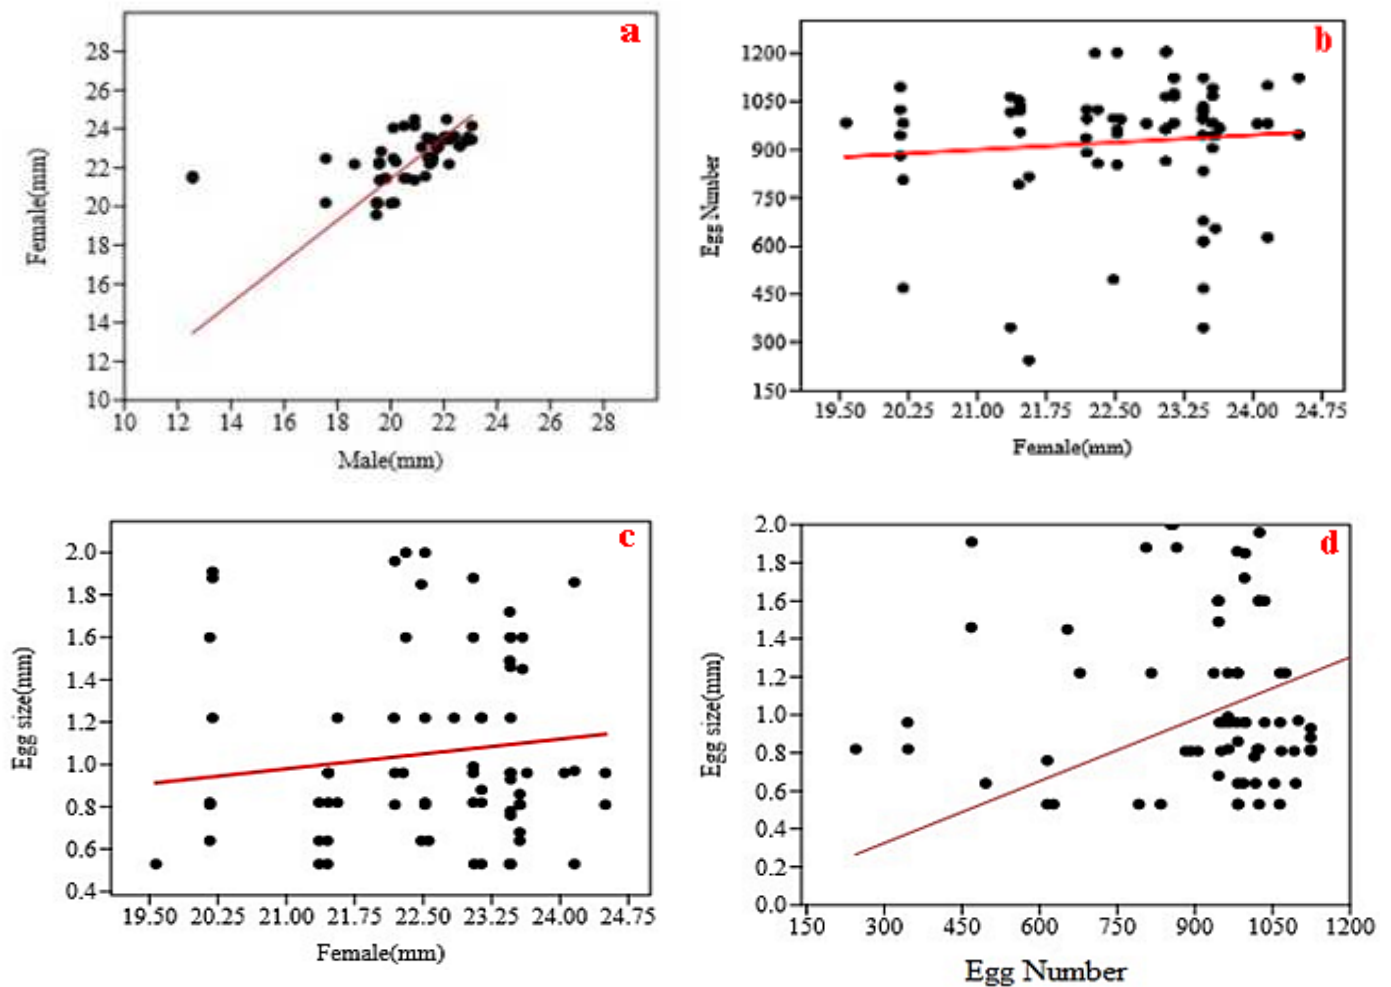 a
28
26
24
22
20
18
16
14
12
10
10 12 14 16 18 20 22 24 26 28
Female(mm)
Male(mm)
b
1200
1050
900
750
600
450
300
150
19.50 20.25 21.00 21.75 22.50 23.25 24.00 24.75
Egg Number
Female(mm)
c
2.0
1.8
1.6
1.4
1.2
1.0
0.8
0.6
0.4
19.50 20.25 21.00 21.75 22.50 23.25 24.00 24.75
Egg size(mm)
Female(mm)
d
2.0
1.8
1.6
1.4
1.2
1.0
0.8
0.6
0.4
0.2
0.0
150 300 450 600 750 900 1050 1200
Egg size(mm)
Egg Number